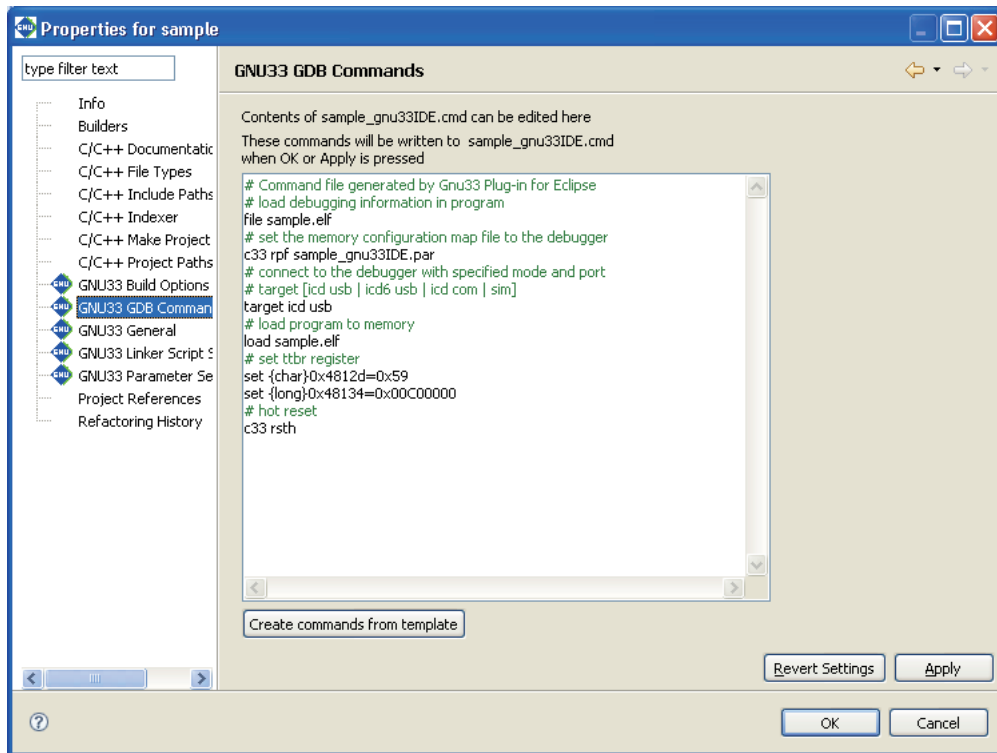 Properties for sample
type filter text
GNU33 GDB Commands
Info
Builders
C/C++ Documentatic
C/C++ File Types
C/C++ Include Paths
C/C++ Indexer
C/C++ Make Project
C/C++ Project Paths
GNU33 Build Options
GNU33 GDB Comman
GNU33 General
GNU33 Linker Script S
GNU33 Parameter Se
Project References
Refactoring History
Contents of sample_gnu33IDE.cmd can be edited here
These commands will be written to sample_gnu33IDE.cmd
when OK or Apply is pressed
# Command file generated by Gnu33 Plug-in for Eclipse
# load debugging information in program
file sample.elf
# set the memory configuration map file to the debugger
c33 rpf sample_gnu33IDE.par
# connect to the debugger with specified mode and port
# target [icd usb | icd6 usb | icd com | sim]
target icd usb
# load program to memory
load sample.elf
# set ttbr register
set {char}0x4812d=0x59
set {long}0x48134=0x00C00000
# hot reset
c33 rsth
Create commands from template
Revert Settings
Apply
OK
Cancel